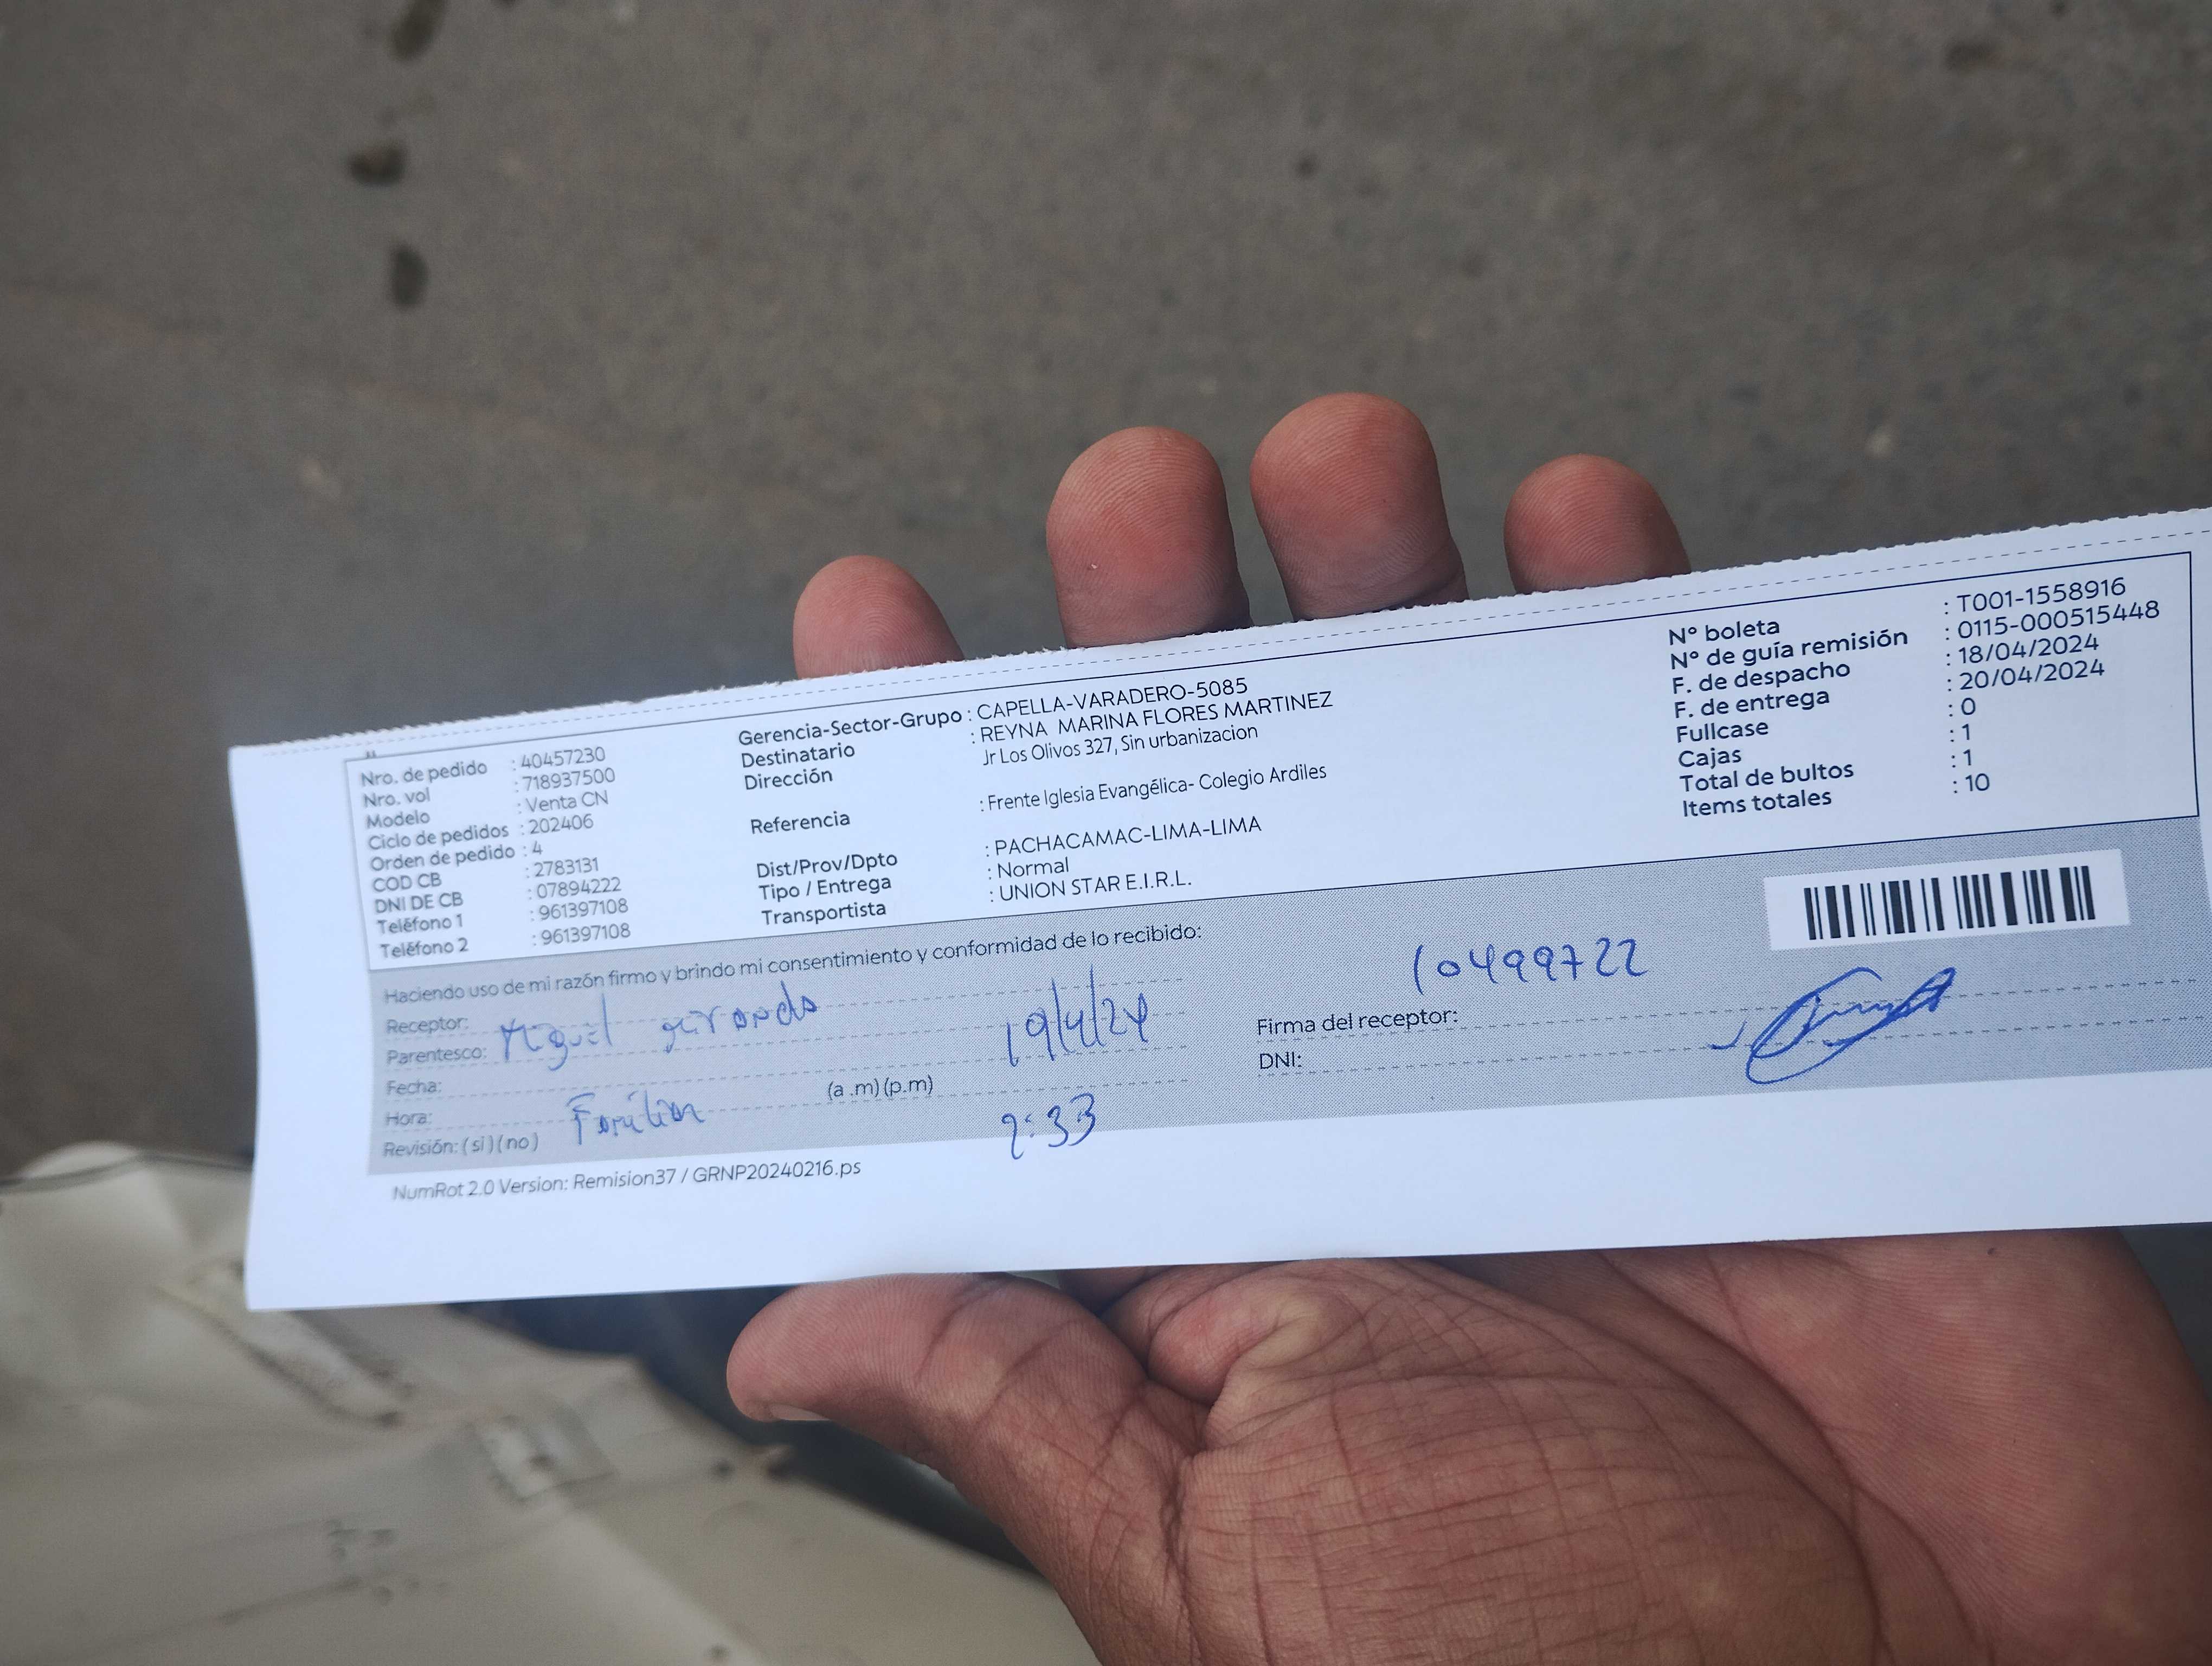 Nro. de pedido : 40457230
Nro. vol : 718937500
Modelo : Venta CN
Ciclo de pedidos : 202406
Orden de pedido : 4
COD CB : 2783131
DNI DE CB : 07894222
Teléfono 1 : 961397108
Teléfono 2 : 961397108
Gerencia-Sector-Grupo : CAPELLA-VARADERO-5085
Destinatario : REYNA MARINA FLORES MARTINEZ
Dirección Jr Los Olivos 327, Sin urbanizacion
Referencia : Frente Iglesia Evangélica- Colegio Ardiles
Dist/Prov/Dpto : PACHACAMAC-LIMA-LIMA
Tipo / Entrega : Normal
Transportista : UNION STAR E.I.R.L.
N° boleta : T001-1558916
N° de guía remisión : 0115-000515448
F. de despacho : 18/04/2024
F. de entrega : 20/04/2024
Fullcase : 0
Cajas : 1
Total de bultos : 1
Items totales : 10
Haciendo uso de mi razón firmo y brindo mi consentimiento y conformidad de lo recibido:
Receptor:
Parentesco: Miguel
19/4/24
Fecha:
Hora: (a .m) (p.m)
Revisión: ( si ) ( no )
2:33
10499722
Firma del receptor:
DNI:
NumRot 2.0 Version: Remision37 / GRNP20240216.ps